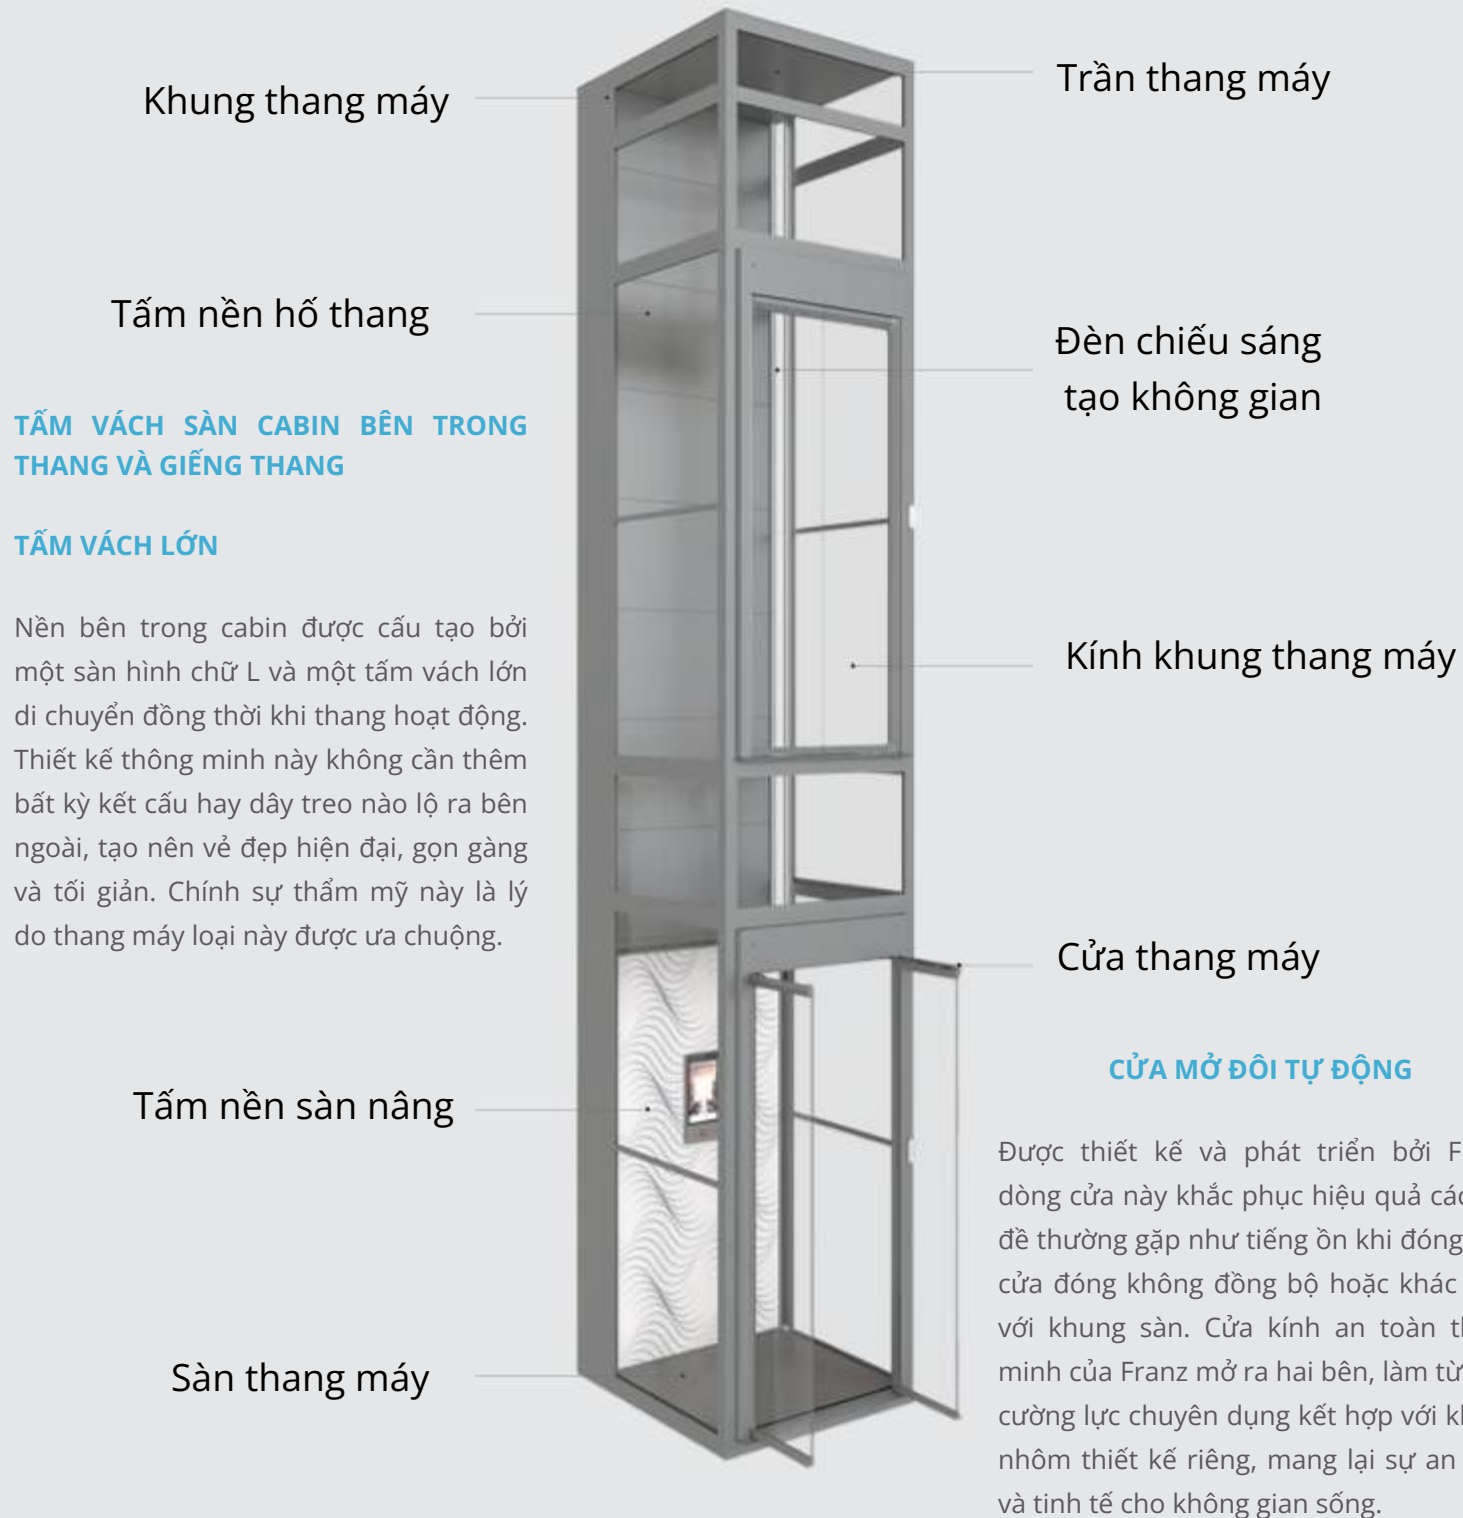 Khung thang máy
Trần thang máy
Tấm nền hố thang
Đèn chiếu sáng
tạo không gian
TẤM VÁCH SÀN CABIN BÊN TRONG
THANG VÀ GIẾNG THANG
TẤM VÁCH LỚN
Nền bên trong cabin được cấu tạo bởi
một sàn hình chữ L và một tấm vách lớn
di chuyển đồng thời khi thang hoạt động.
Thiết kế thông minh này không cần thêm
bất kỳ kết cấu hay dây treo nào lộ ra bên
ngoài, tạo nên vẻ đẹp hiện đại, gọn gàng
và tối giản. Chính sự thẩm mỹ này là lý
do thang máy loại này được ưa chuộng.
Kính khung thang máy
Cửa thang máy
Tấm nền sàn nâng
Sàn thang máy
CỬA MỞ ĐÔI TỰ ĐỘNG
Được thiết kế và phát triển bởi
dòng cửa này khắc phục hiệu quả
đề thường gặp như tiếng ồn khi đóng
cửa đóng không đồng bộ hoặc khác
với khung sàn. Cửa kính an toàn
minh của Franz mở ra hai bên, làm từ
cường lực chuyên dụng kết hợp với
nhôm thiết kế riêng, mang lại sự an
và tinh tế cho không gian sống.